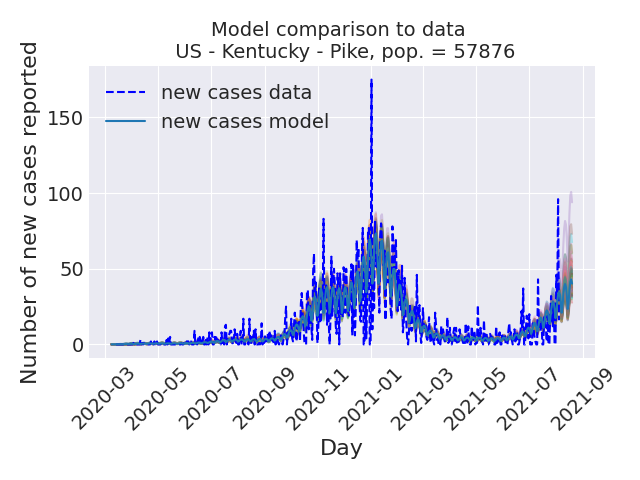 Model comparison to data
US - Kentucky - Pike, pop. = 57876
Number of new cases reported
new cases data
new cases model
150
100
50
0
2020-03
2020-05
2020-07
2020-09
2020-11
2021-01
2021-03
2021-05
2021-07
2021-09
Day